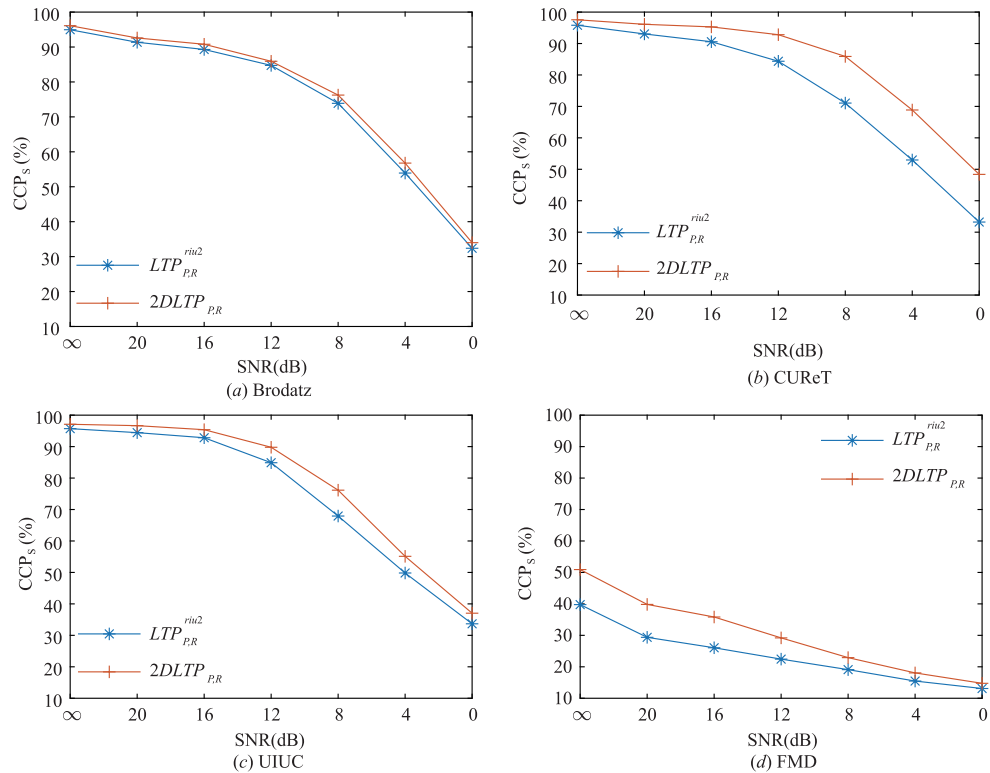 100
90
80
70
60
50
40
30
20
10
CCPS (%)
LTP P,R riu2
2DLTP P,R
∞ 20 16 12 8 4 0
SNR(dB)
(a) Brodatz
100
90
80
70
60
50
40
30
20
10
CCPS (%)
LTP P,R riu2
2DLTP P,R
∞ 20 16 12 8 4 0
SNR(dB)
(b) CUReT
100
90
80
70
60
50
40
30
20
10
CCPS (%)
LTP P,R riu2
2DLTP P,R
∞ 20 16 12 8 4 0
SNR(dB)
(c) UIUC
100
90
80
70
60
50
40
30
20
10
CCPS (%)
LTP P,R riu2
2DLTP P,R
∞ 20 16 12 8 4 0
SNR(dB)
(d) FMD